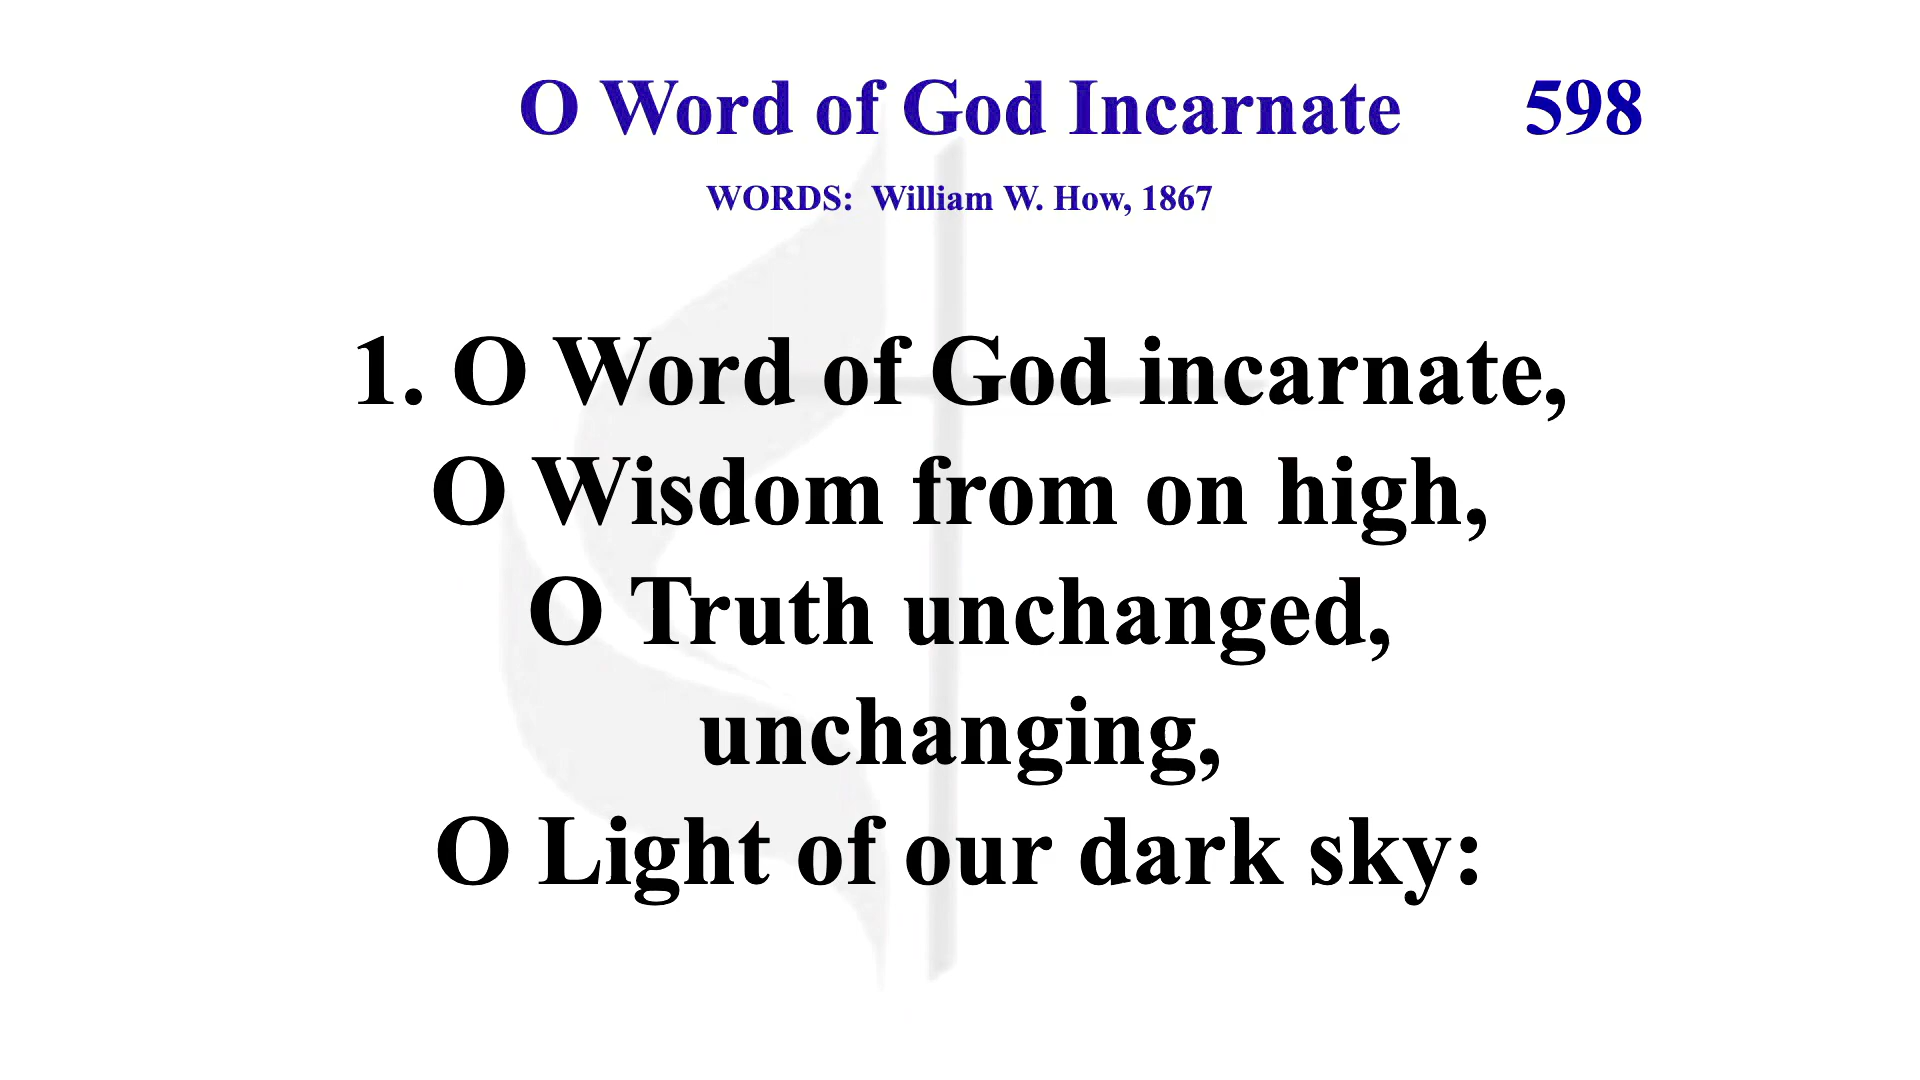 O Word of God Incarnate 598
WORDS: William W. How, 1867
1. O Word of God incarnate,
O Wisdom from on high,
O Truth unchanged,
unchanging,
O Light of our dark sky: